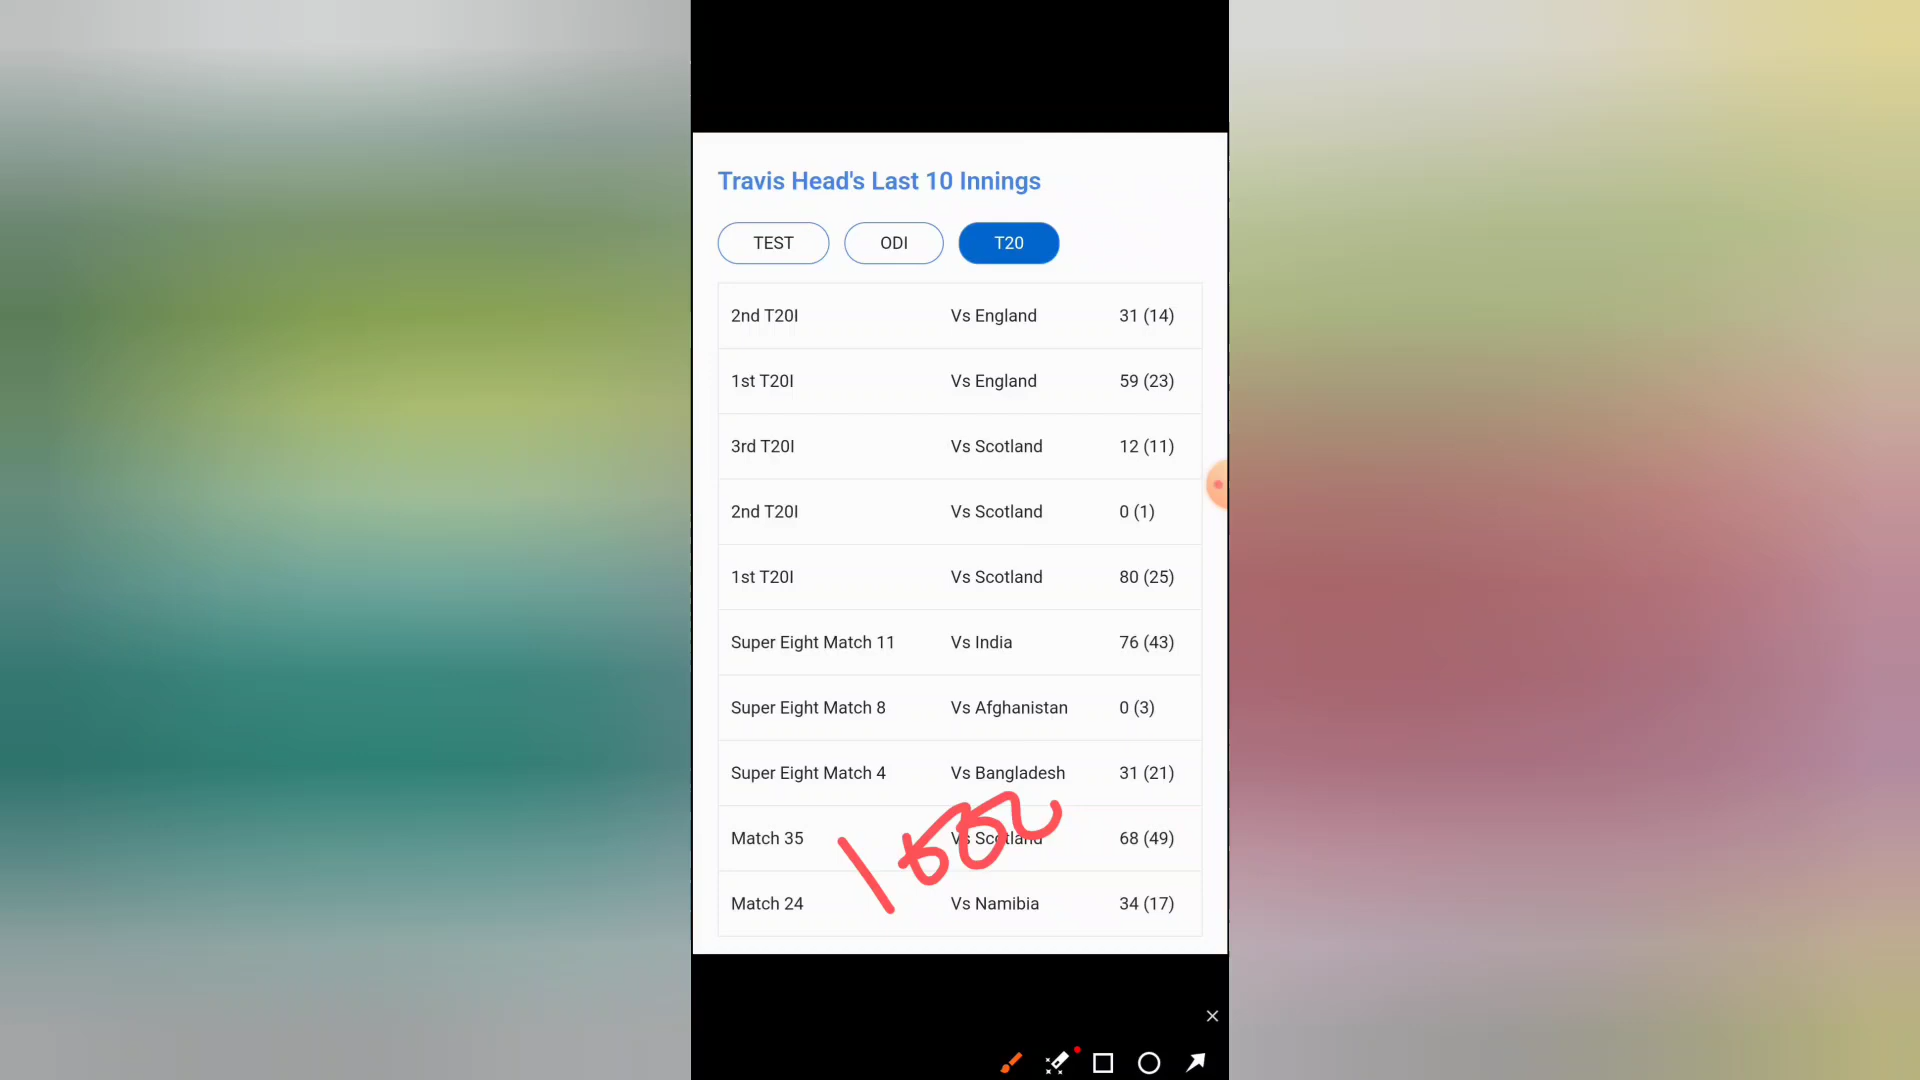 Travis Head's Last 10 Innings
TEST ODI T20
2nd T20I Vs England 31 (14)
1st T20I Vs England 59 (23)
3rd T20I Vs Scotland 12 (11)
2nd T20I Vs Scotland 0 (1)
1st T20I Vs Scotland 80 (25)
Super Eight Match 11 Vs India 76 (43)
Super Eight Match 8 Vs Afghanistan 0 (3)
Super Eight Match 4 Vs Bangladesh 31 (21)
Match 35 Vs Scotland 68 (49)
Match 24 Vs Namibia 34 (17)